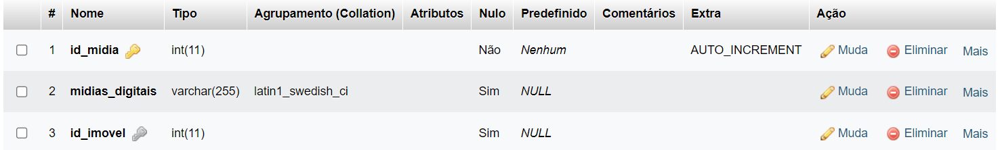 # Nome Tipo Agrupamento (Collation) Atributos Nulo Predefinido Comentários Extra Ação
1 id_midia int(11) Não Nenhum AUTO_INCREMENT Muda Eliminar Mais
2 midias_digitais varchar(255) latin1_swedish_ci Sim NULL Muda Eliminar Mais
3 id_imovel int(11) Sim NULL Muda Eliminar Mais